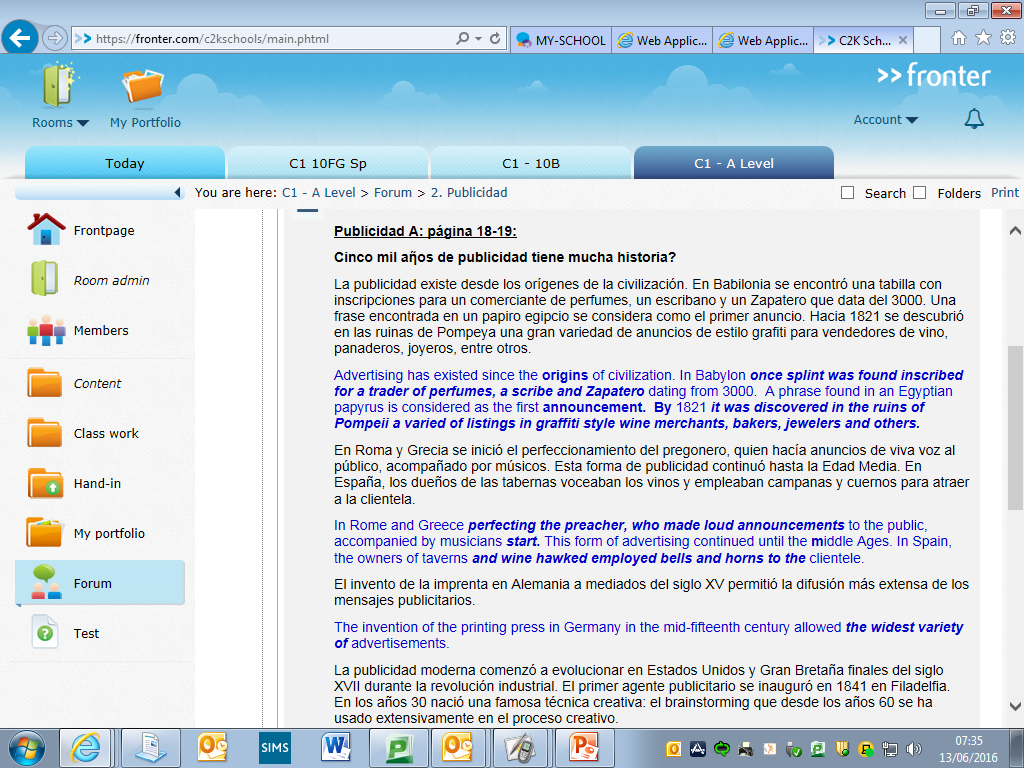 https://fronter.com/c2kschools/main.phtml
MY-SCHOOL
Web Applic...
Web Applic...
C2K Sch...
fronter
Rooms
My Portfolio
Account
Today
C1 10FG Sp
C1 - 10B
C1 - A Level
You are here: C1 - A Level > Forum > 2. Publicidad
Search
Folders
Print
Frontpage
Room admin
Members
Content
Class work
Hand-in
My portfolio
Forum
Test
Publicidad A: página 18-19:
Cinco mil años de publicidad tiene mucha historia?
La publicidad existe desde los orígenes de la civilización. En Babilonia se encontró una tabilla con
inscripciones para un comerciante de perfumes, un escribano y un Zapatero que data del 3000. Una
frase encontrada en un papiro egipcio se considera como el primer anuncio. Hacia 1821 se descubrió
en las ruinas de Pompeya una gran variedad de anuncios de estilo grafiti para vendedores de vino,
panaderos, joyeros, entre otros.
Advertising has existed since the origins of civilization. In Babylon once splint was found inscribed
for a trader of perfumes, a scribe and Zapatero dating from 3000. A phrase found in an Egyptian
papyrus is considered as the first announcement. By 1821 it was discovered in the ruins of
Pompeii a varied of listings in graffiti style wine merchants, bakers, jewelers and others.
En Roma y Grecia se inició el perfeccionamiento del pregonero, quien hacía anuncios de viva voz al
público, acompañado por músicos. Esta forma de publicidad continuó hasta la Edad Media. En
España, los dueños de las tabernas voceaban los vinos y empleaban campanas y cuernos para atraer
a la clientela.
In Rome and Greece perfecting the preacher, who made loud announcements to the public,
accompanied by musicians start. This form of advertising continued until the middle Ages. In Spain,
the owners of taverns and wine hawked employed bells and horns to the clientele.
El invento de la imprenta en Alemania a mediados del siglo XV permitió la difusión más extensa de los
mensajes publicitarios.
The invention of the printing press in Germany in the mid-fifteenth century allowed the widest variety
of advertisements.
La publicidad moderna comenzó a evolucionar en Estados Unidos y Gran Bretaña finales del siglo
XVII durante la revolución industrial. El primer agente publicitario se inauguró en 1841 en Filadelfia.
En los años 30 nació una famosa técnica creativa: el brainstorming que desde los años 60 se ha
usado extensivamente en el proceso creativo.
SIMS
07:35
13/06/2016